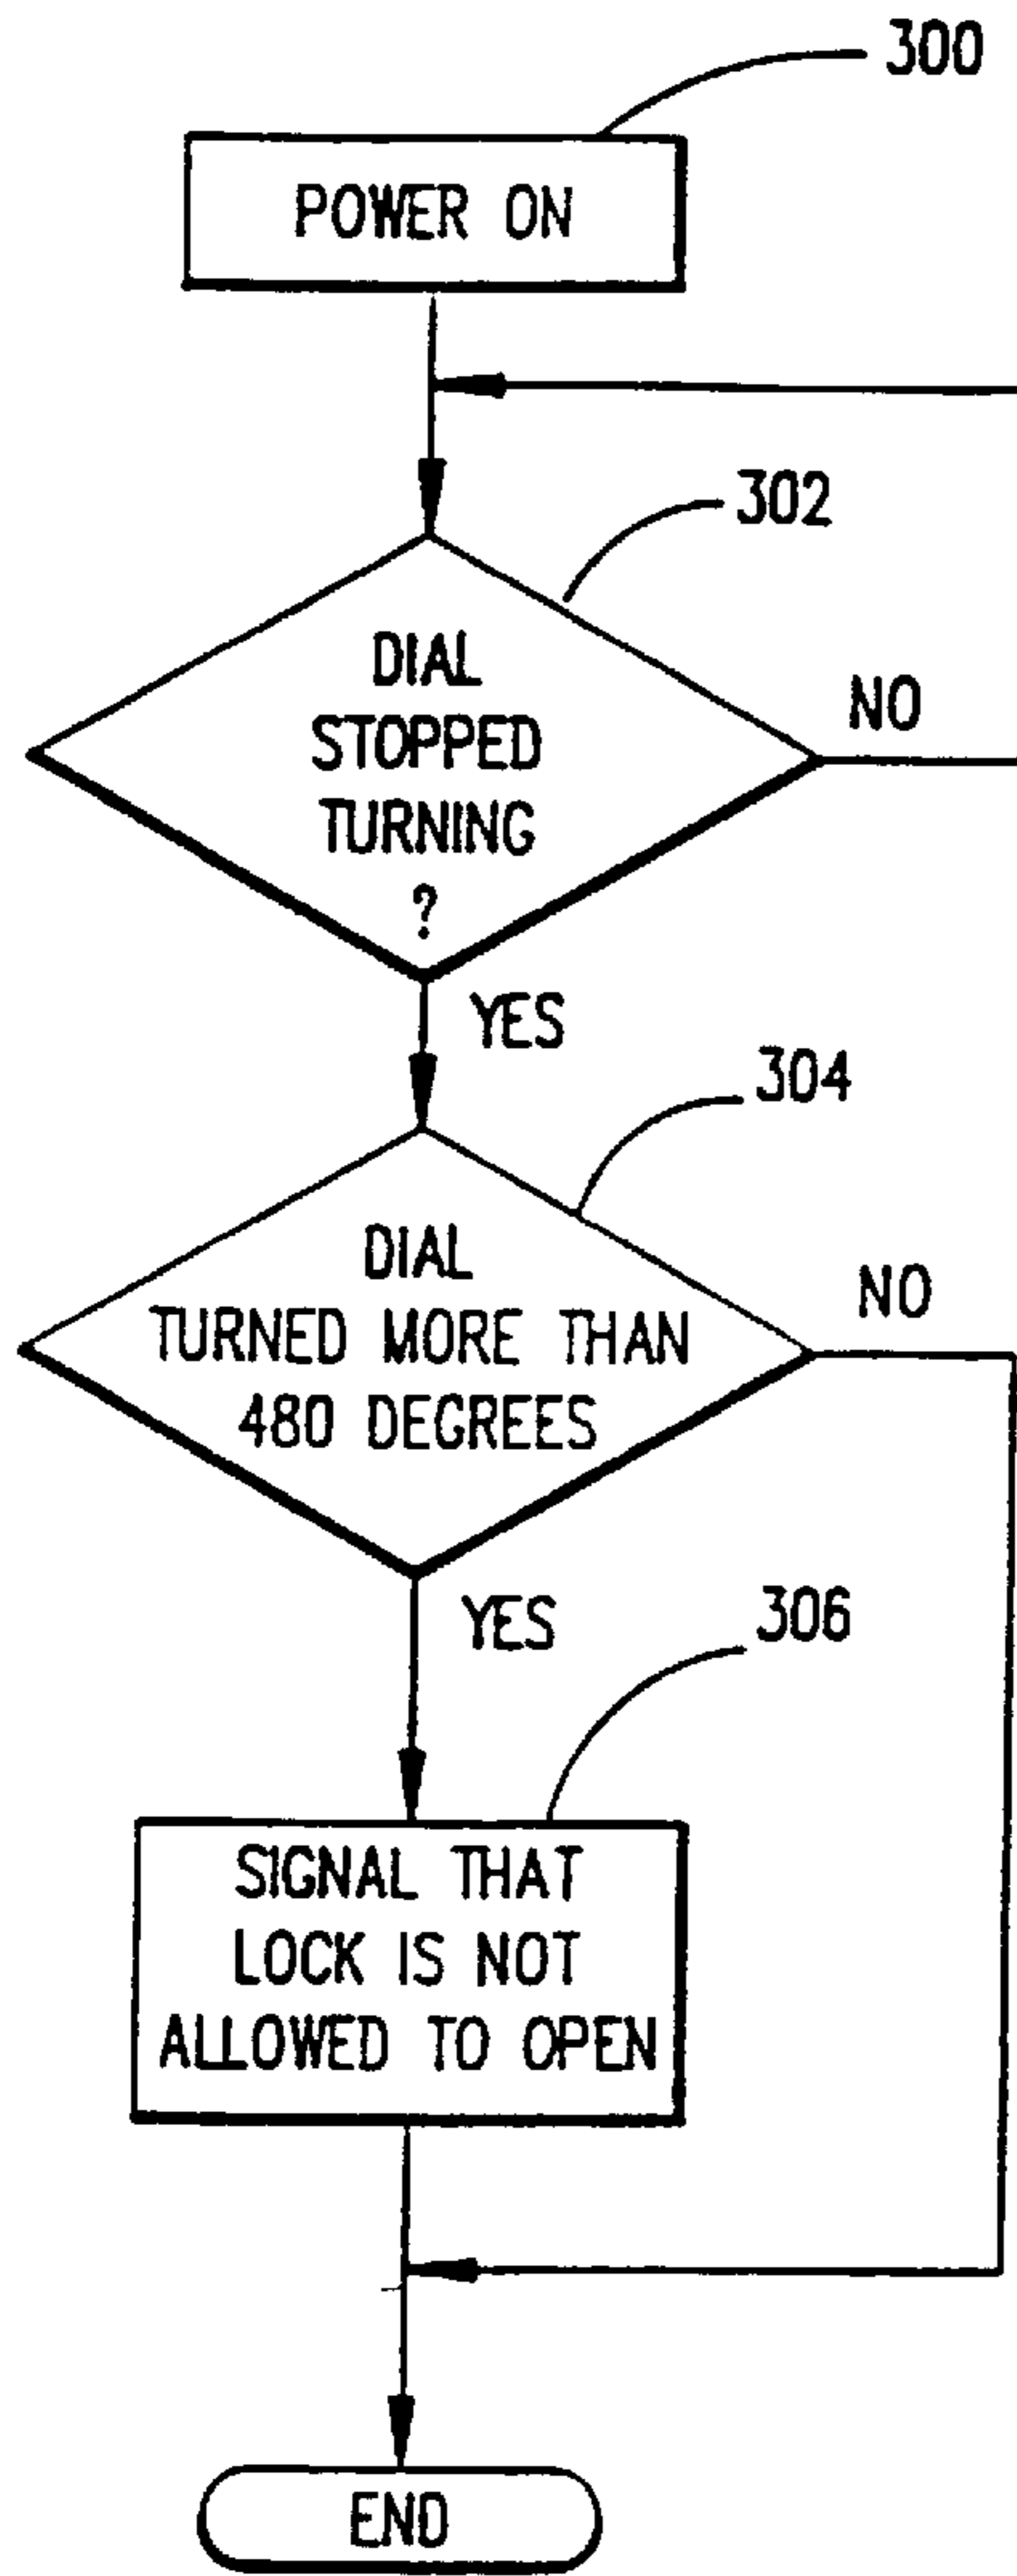 300
POWER ON
302
DIAL
STOPPED
TURNING
?
NO
YES
304
DIAL
TURNED MORE THAN
480 DEGREES
NO
YES
306
SIGNAL THAT
LOCK IS NOT
ALLOWED TO OPEN
END